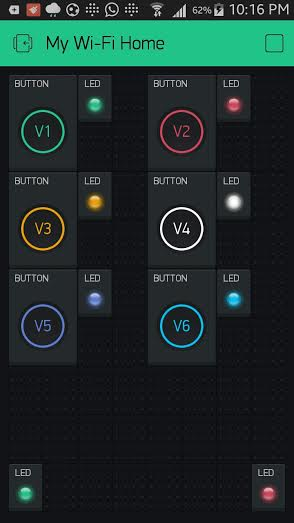 62% 10:16 PM
My Wi-Fi Home
BUTTON LED BUTTON LED
V1 V2
BUTTON LED BUTTON LED
V3 V4
BUTTON LED BUTTON LED
V5 V6
LED LED